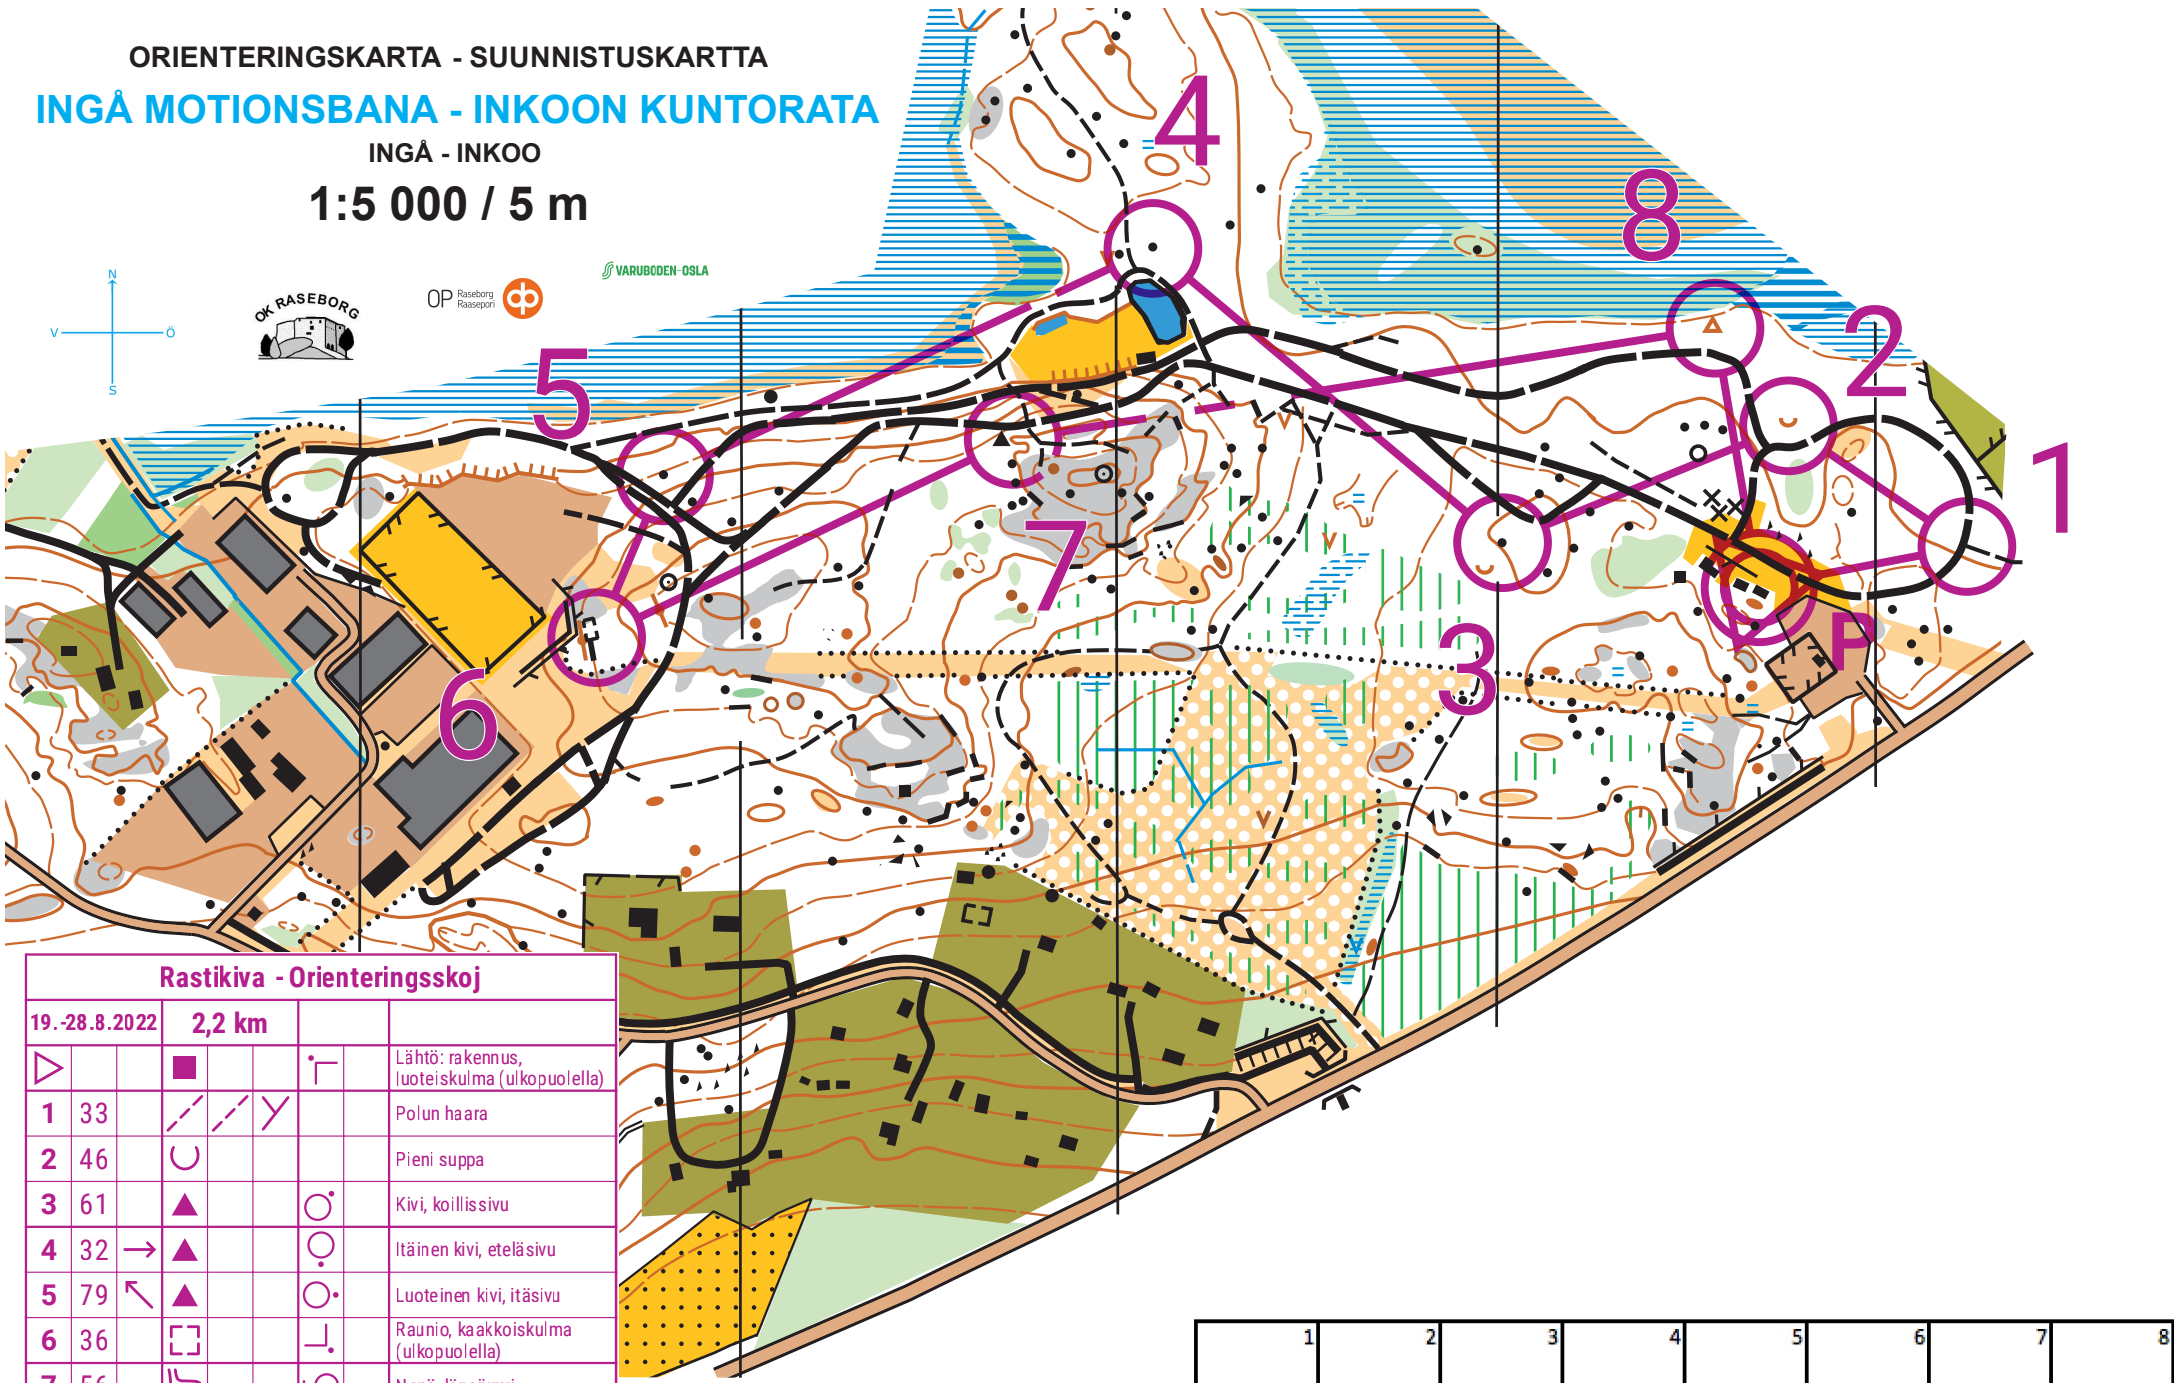 ORIENTERINGSKARTA - SUUNNISTUSKARTTA
INGÅ MOTIONSBANA - INKOON KUNTORATA
INGÅ - INKOO
1:5 000 / 5 m
N
V
Ö
S
OK RASEBORG
OP Raseborg
Raasepori
VARUBODEN-OSLA
4
8
2
5
1
7
3
P
6
Rastikiva - Orienteringsskoj
19.-28.8.2022 2,2 km
Lähtö: rakennus,
luoteiskulma (ulkopuolella)
1 33 Polun haara
2 46 Pieni suppa
3 61 Kivi, koillissivu
4 32 Itäinen kivi, eteläsivu
5 79 Luoteinen kivi, itäsivu
6 36 Raunio, kaakkoiskulma
(ulkopuolella)
7 56
1 2 3 4 5 6 7 8